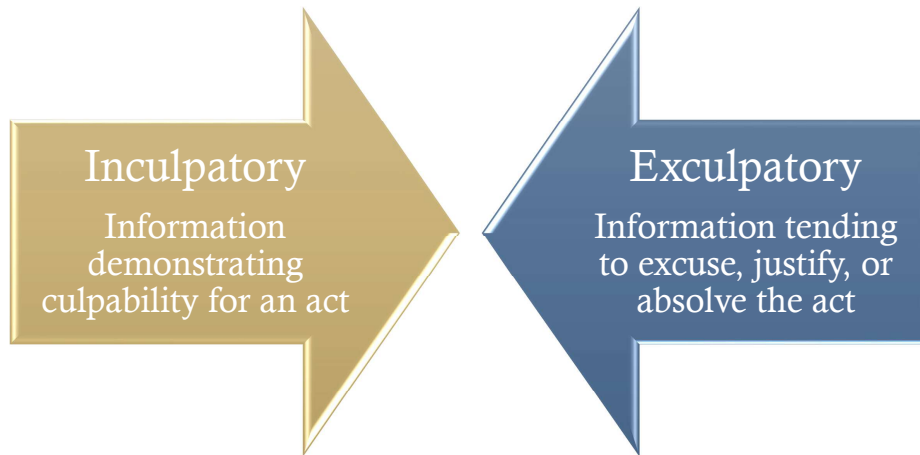 Inculpatory
Information
demonstrating
culpability for an act
Exculpatory
Information tending
to excuse, justify, or
absolve the act